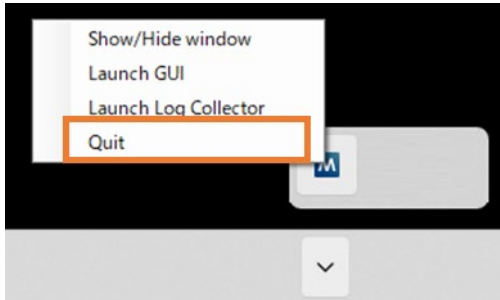 Show/Hide window
Launch GUI
Launch Log Collector
Quit
W